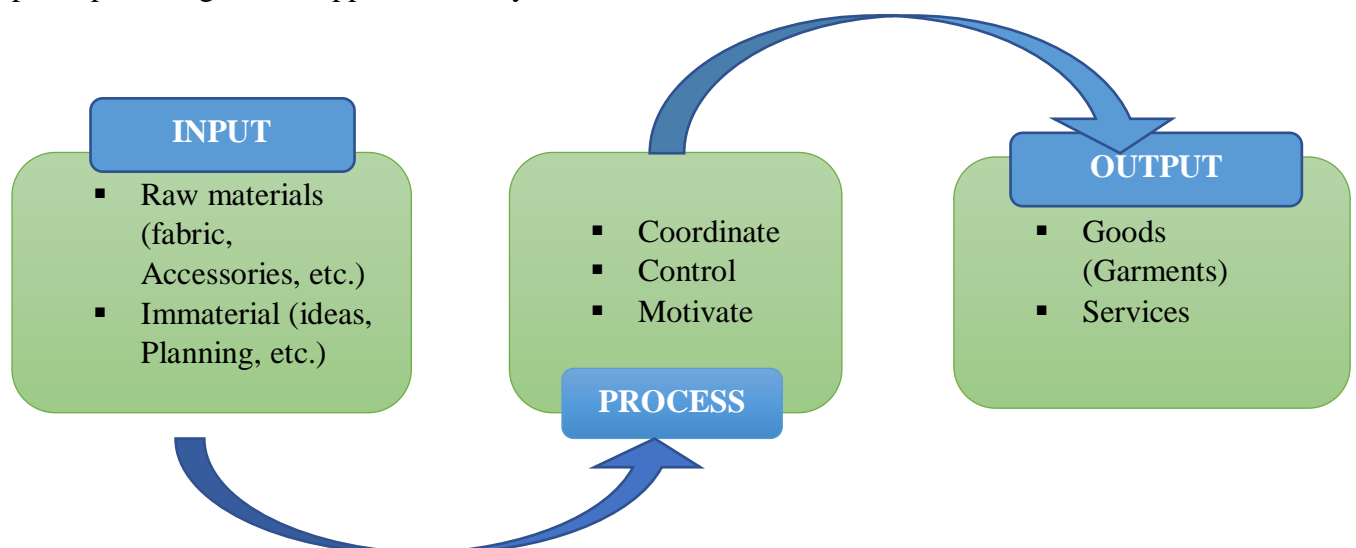 INPUT
▪ Raw materials
(fabric,
Accessories, etc.)
▪ Immaterial (ideas,
Planning, etc.)
▪ Coordinate
▪ Control
▪ Motivate
PROCESS
OUTPUT
▪ Goods
(Garments)
▪ Services